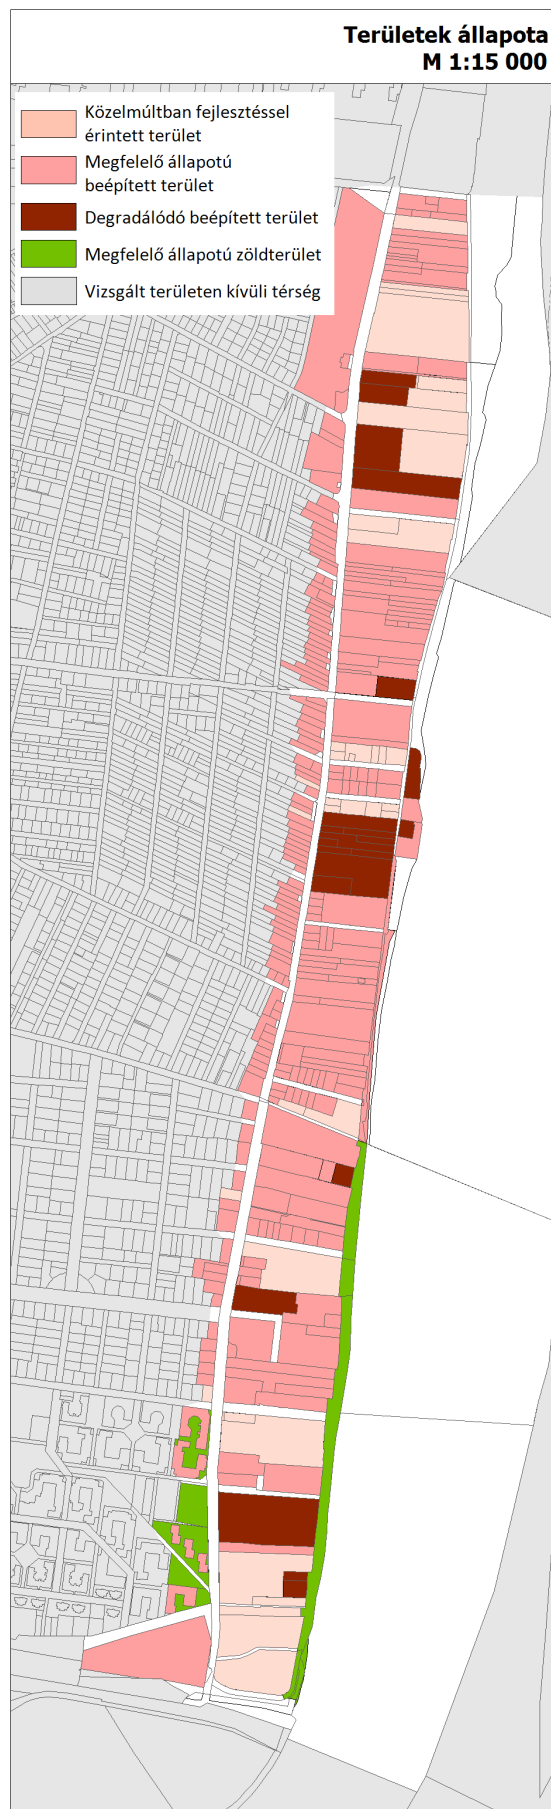 Területek állapota
M 1:15 000
Közelmúltban fejlesztéssel
érintett terület
Megfelelő állapotú
beépített terület
Degradálódó beépített terület
Megfelelő állapotú zöldterület
Vizsgált területen kívüli térség